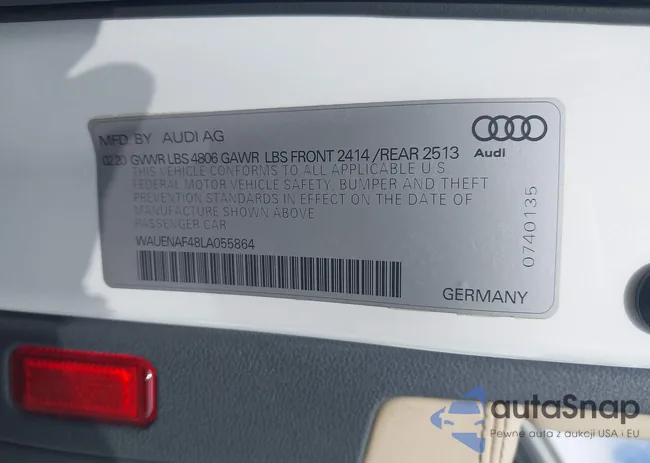 MFD BY AUDI AG
02.20 GVWR LBS 4806 GAWR LBS FRONT 2414 /REAR 2513
THIS VEHICLE CONFORMS TO ALL APPLICABLE U S
FEDERAL MOTOR VEHICLE SAFETY, BUMPER AND THEFT
PREVENTION STANDARDS IN EFFECT ON THE DATE OF
MANUFACTURE SHOWN ABOVE
PASSENGER CAR
WAUENAF48LA055864
Audi
0740135
GERMANY
autaSnap
Pewne auta z aukcji USA i EU